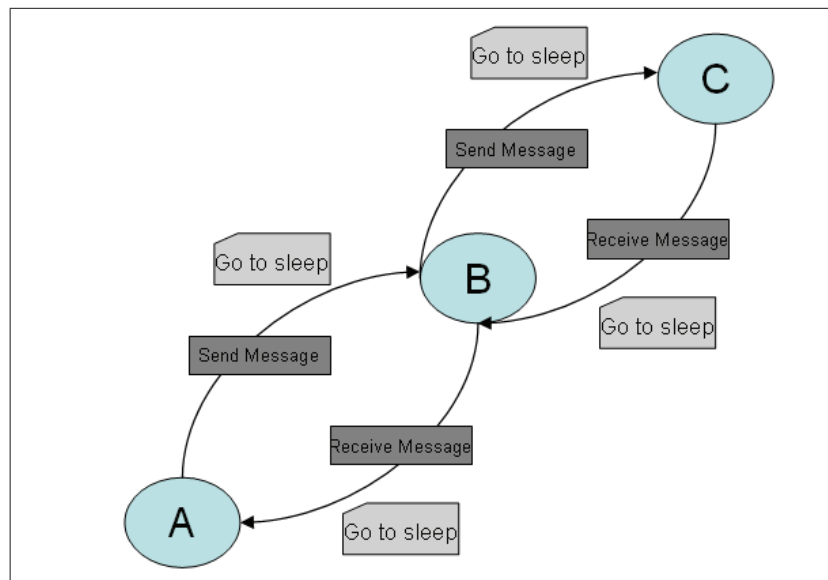 Go to sleep
C
Send Message
Receive Message
Go to sleep
B
Go to sleep
Send Message
Receive Message
A
Go to sleep